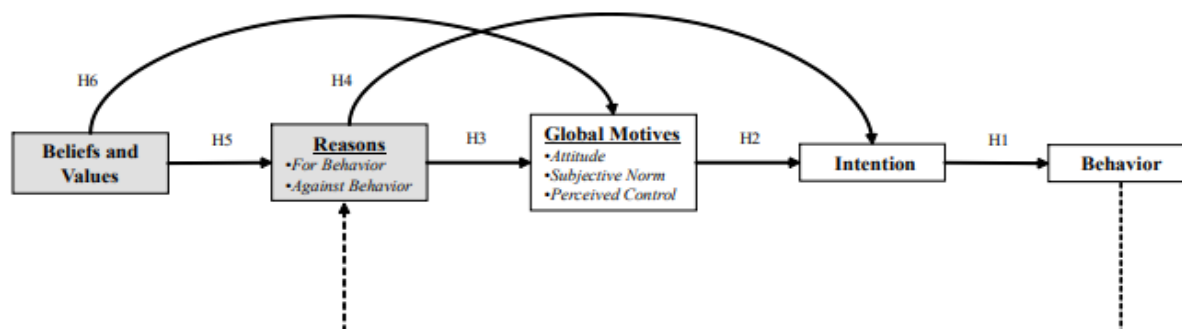 H6
H4
H5
H3
H2
H1
Beliefs and
Values
Reasons
•For Behavior
•Against Behavior
Global Motives
•Attitude
•Subjective Norm
•Perceived Control
Intention
Behavior